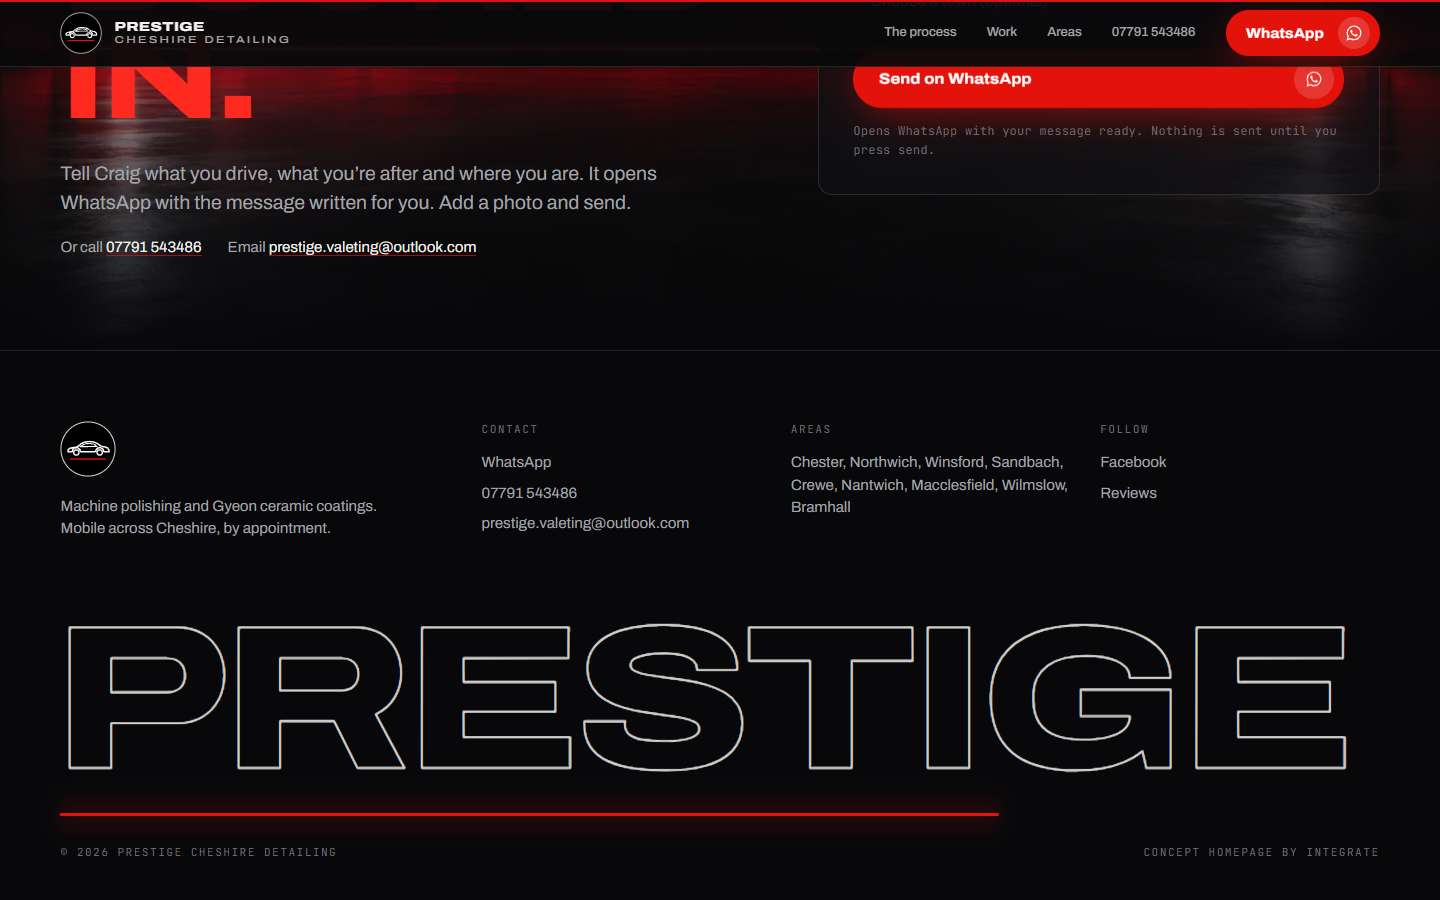 PRESTIGE
CHESHIRE DETAILING
The process
Work
Areas
07791 543486
WhatsApp
IN.
Send on WhatsApp
Opens WhatsApp with your message ready. Nothing is sent until you
press send.
Tell Craig what you drive, what you’re after and where you are. It opens
WhatsApp with the message written for you. Add a photo and send.
Or call 07791 543486
Email prestige.valeting@outlook.com
Machine polishing and Gyeon ceramic coatings.
Mobile across Cheshire, by appointment.
CONTACT
WhatsApp
07791 543486
prestige.valeting@outlook.com
AREAS
Chester, Northwich, Winsford, Sandbach,
Crewe, Nantwich, Macclesfield, Wilmslow,
Bramhall
FOLLOW
Facebook
Reviews
PRESTIGE
© 2026 PRESTIGE CHESHIRE DETAILING
CONCEPT HOMEPAGE BY INTEGRATE